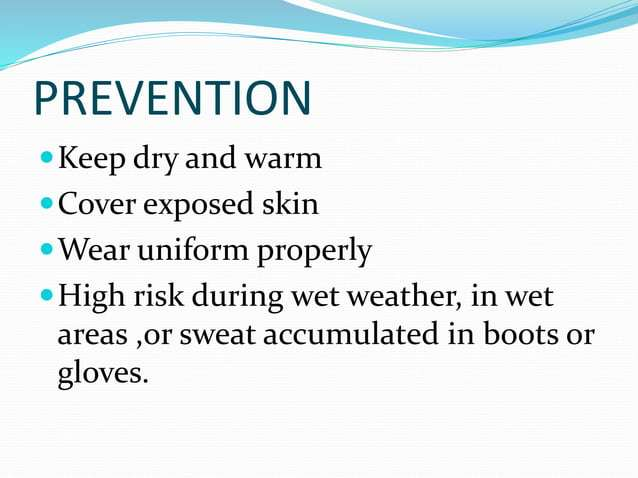 PREVENTION
Keep dry and warm
Cover exposed skin
Wear uniform properly
High risk during wet weather, in wet
areas ,or sweat accumulated in boots or
gloves.